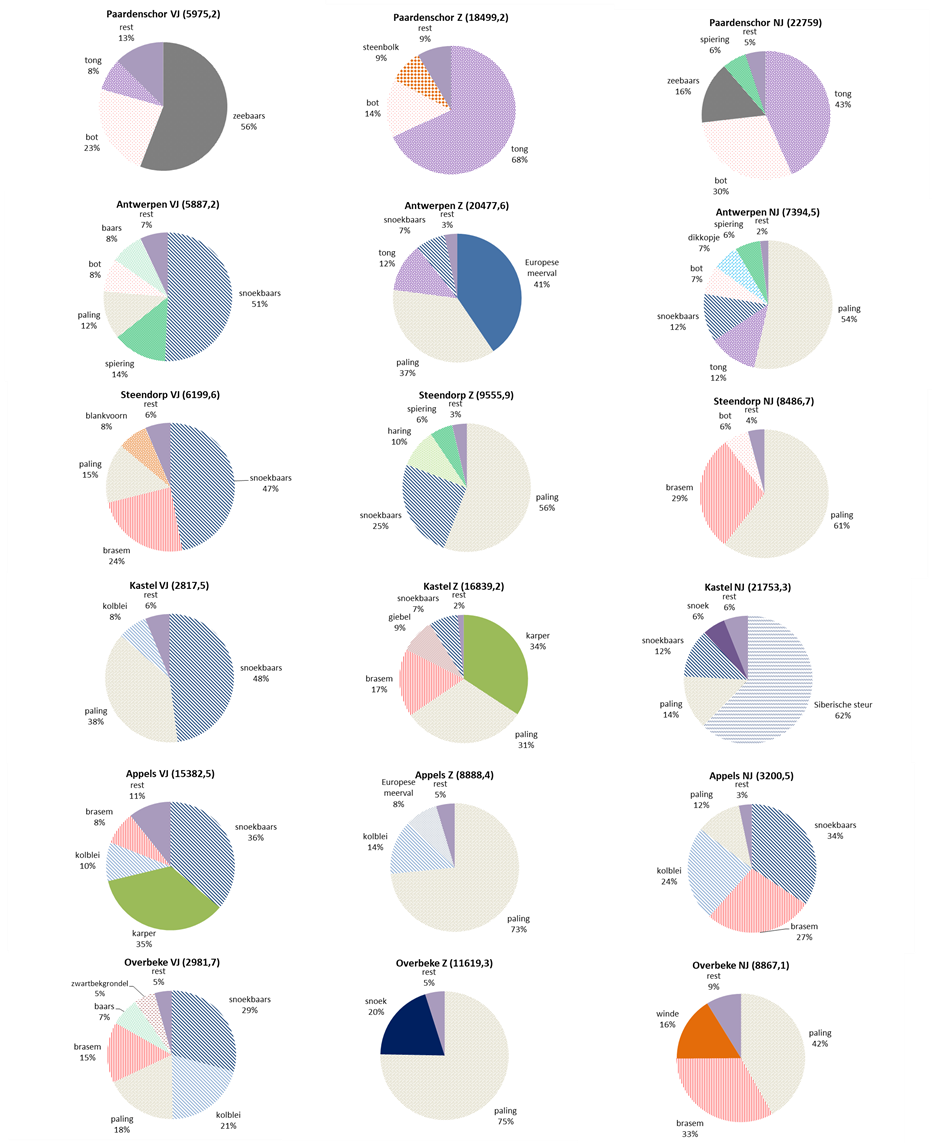 Paardenschor VJ (5975,2)
rest
13%
tong
8%
bot
23%
zeebaars
56%
Paardenschor Z (18499,2)
rest
9%
steenbolk
9%
bot
14%
tong
68%
Paardenschor NJ (22759)
rest
5%
spiering
6%
zeebaars
16%
tong
43%
bot
30%
Antwerpen VJ (5887,2)
rest
7%
baars
8%
bot
8%
paling
12%
spiering
14%
snoekbaars
51%
Antwerpen Z (20477,6)
rest
3%
snoekbaars
7%
tong
12%
Europese
meerval
41%
paling
37%
Antwerpen NJ (7394,5)
rest
2%
spiering
6%
dikkopje
7%
bot
7%
snoekbaars
12%
tong
12%
paling
54%
Steendorp VJ (6199,6)
rest
6%
blankvoorn
8%
paling
15%
brasem
24%
snoekbaars
47%
Steendorp Z (9555,9)
rest
3%
spiering
6%
haring
10%
snoekbaars
25%
paling
56%
Steendorp NJ (8486,7)
rest
4%
bot
6%
brasem
29%
paling
61%
Kastel VJ (2817,5)
rest
6%
kolblei
8%
paling
38%
snoekbaars
48%
Kastel Z (16839,2)
rest
2%
snoekbaars
7%
giebel
9%
brasem
17%
karper
34%
paling
31%
Kastel NJ (21753,3)
rest
6%
snoek
6%
snoekbaars
12%
paling
14%
Siberische steur
62%
Appels VJ (15382,5)
rest
11%
brasem
8%
kolblei
10%
karper
35%
snoekbaars
36%
Appels Z (8888,4)
rest
5%
Europese
meerval
8%
kolblei
14%
paling
73%
Appels NJ (3200,5)
rest
3%
paling
12%
kolblei
24%
snoekbaars
34%
brasem
27%
Overbeke VJ (2981,7)
rest
5%
zwartbekgrondel
5%
baars
7%
brasem
15%
paling
18%
snoekbaars
29%
kolblei
21%
Overbeke Z (11619,3)
rest
5%
snoek
20%
paling
75%
Overbeke NJ (8867,1)
rest
9%
winde
16%
paling
42%
brasem
33%